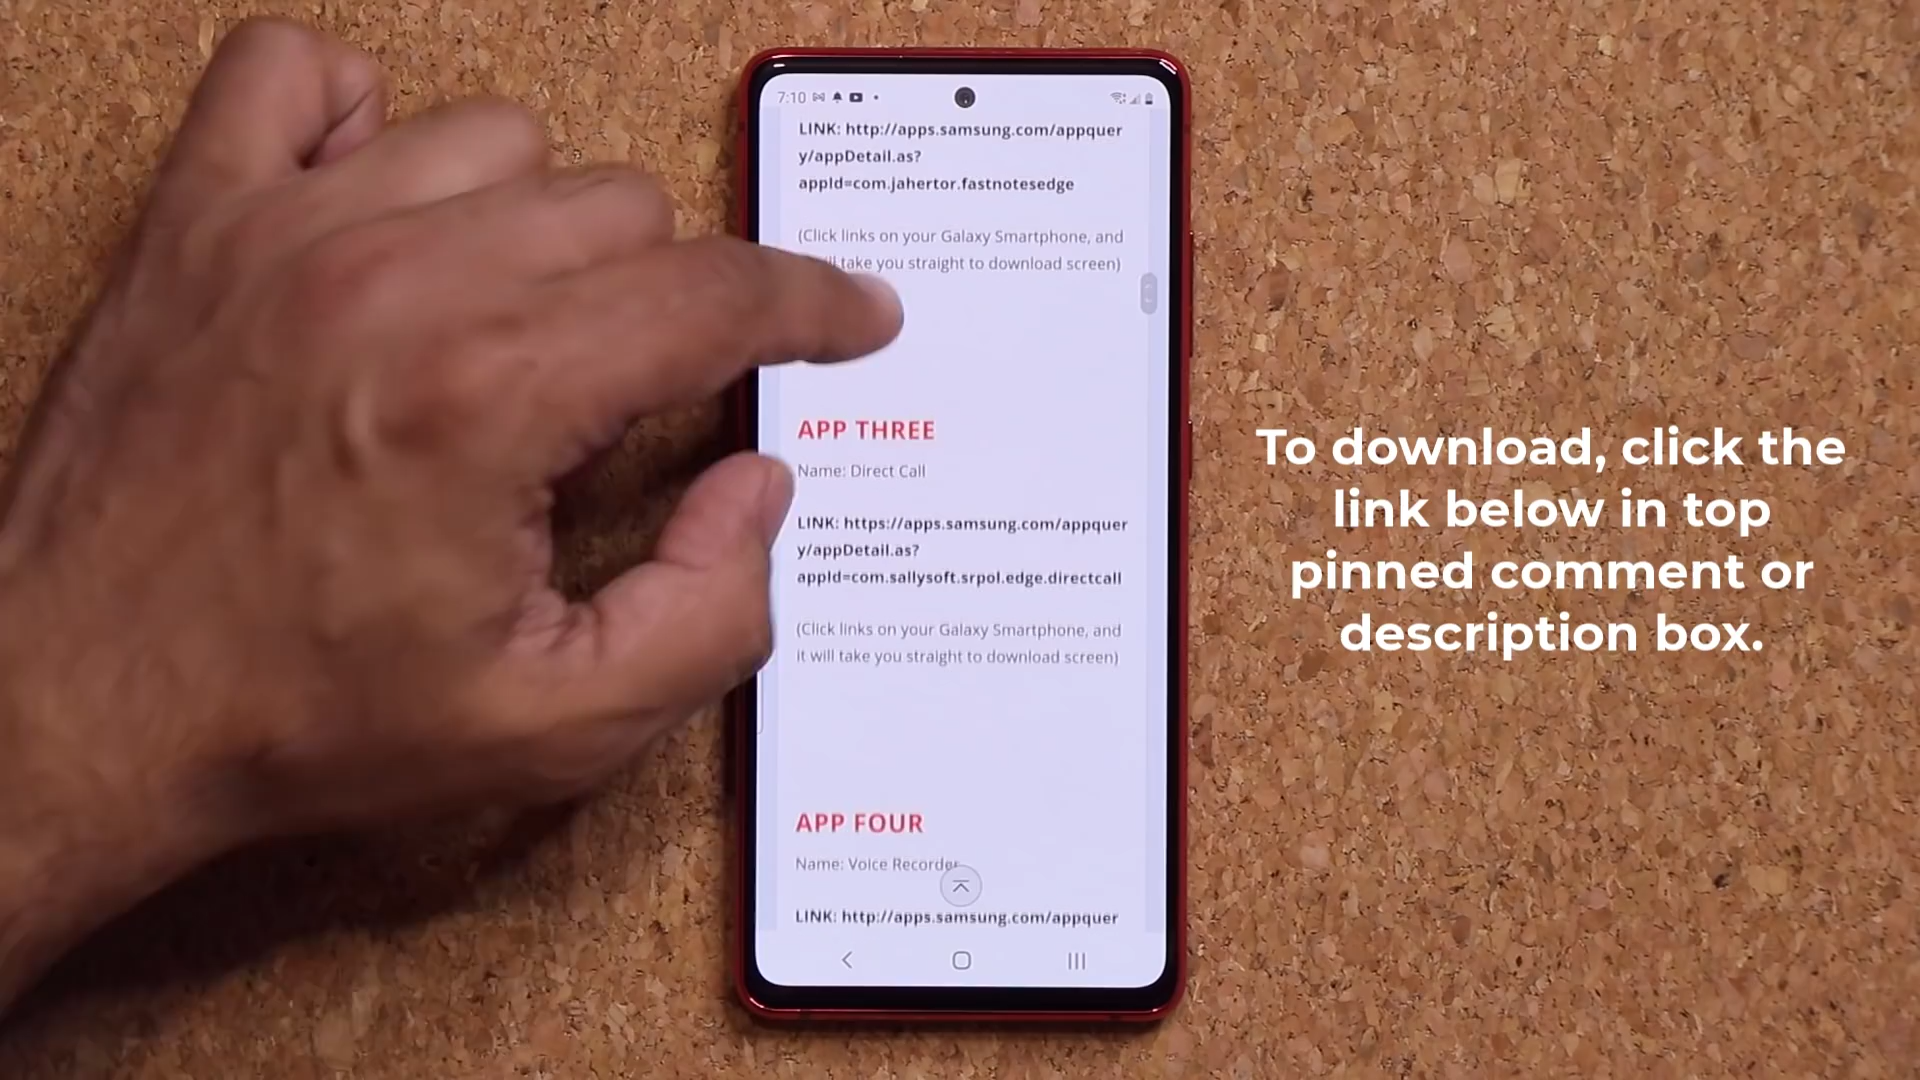 7:10
LINK: http://apps.samsung.com/appquer
y/appDetail.as?
appId=com.jahertor.fastnotesedge
(Click links on your Galaxy Smartphone, and
take you straight to download screen)
APP THREE
Name: Direct Call
LINK: https://apps.samsung.com/appquer
y/appDetail.as?
appId=com.sallysoft.srpol.edge.directcall
(Click links on your Galaxy Smartphone, and
it will take you straight to download screen)
APP FOUR
Name: Voice Recorder
LINK: http://apps.samsung.com/appquer
To download, click the
link below in top
pinned comment or
description box.